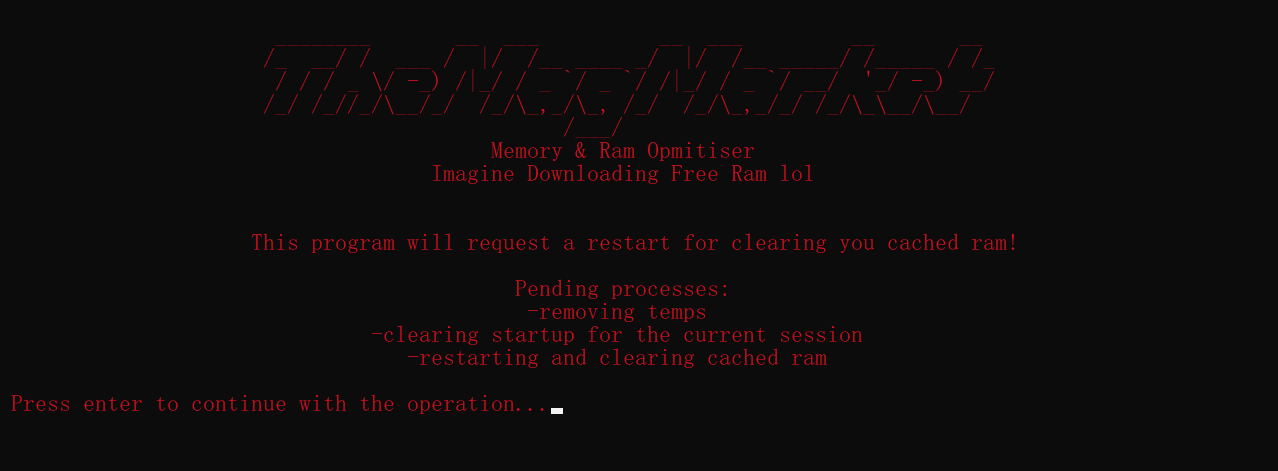 TheMagMarket
Memory & Ram Opmitiser
Imagine Downloading Free Ram lol
This program will request a restart for clearing you cached ram!
Pending processes:
-removing temps
-clearing startup for the current session
-restarting and clearing cached ram
Press enter to continue with the operation...